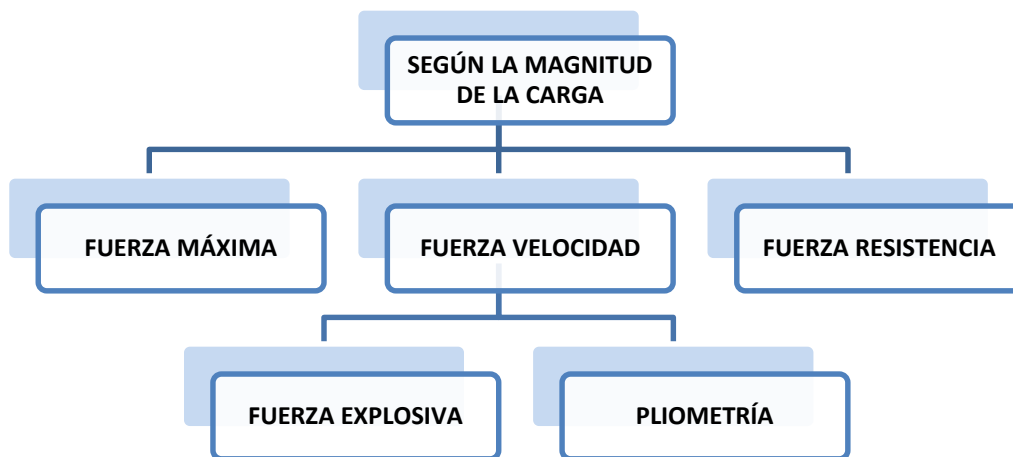 SEGÚN LA MAGNITUD
DE LA CARGA
FUERZA MÁXIMA
FUERZA VELOCIDAD
FUERZA RESISTENCIA
FUERZA EXPLOSIVA
PLIOMETRÍA